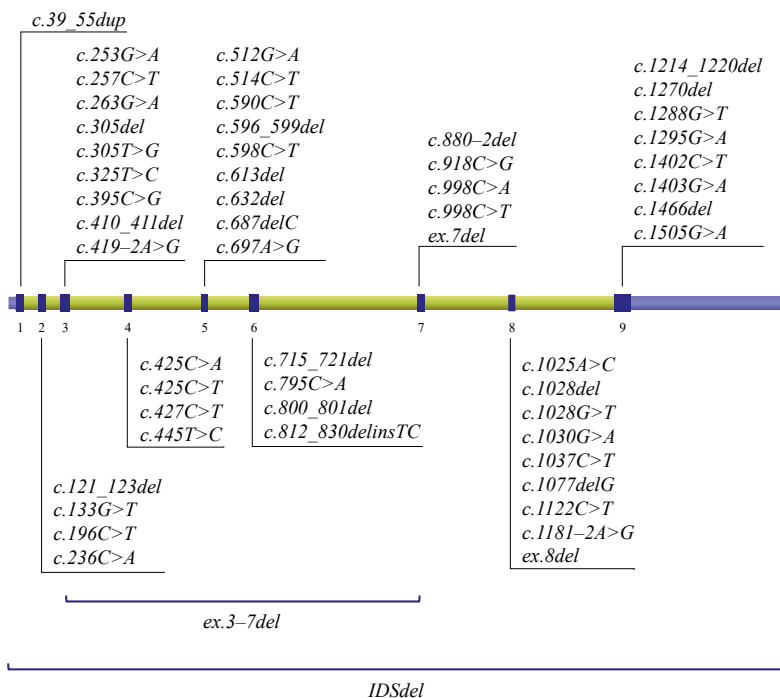 c.39_55dup
c.253G>A
c.257C>T
c.263G>A
c.305del
c.305T>G
c.325T>C
c.395C>G
c.410_411del
c.419–2A>G
c.512G>A
c.514C>T
c.590C>T
c.596_599del
c.598C>T
c.613del
c.632del
c.687delC
c.697A>G
c.880–2del
c.918C>G
c.998C>A
c.998C>T
ex.7del
c.1214_1220del
c.1270del
c.1288G>T
c.1295G>A
c.1402C>T
c.1403G>A
c.1466del
c.1505G>A
1 2 3 4 5 6 7 8 9
c.121_123del
c.133G>T
c.196C>T
c.236C>A
c.425C>A
c.425C>T
c.427C>T
c.445T>C
c.715_721del
c.795C>A
c.800_801del
c.812_830delinsTC
c.1025A>C
c.1028del
c.1028G>T
c.1030G>A
c.1037C>T
c.1077delG
c.1122C>T
c.1181–2A>G
ex.8del
ex.3–7del
IDSdel